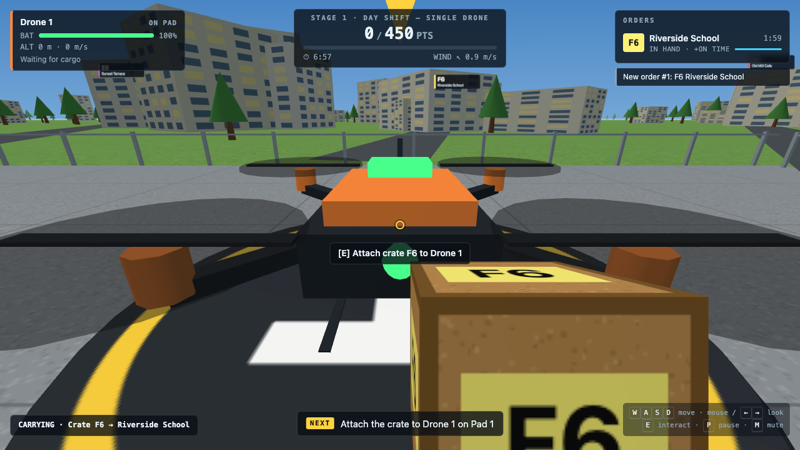 Drone 1 ON PAD
BAT 100%
ALT 0 m · 0 m/s
Waiting for cargo
STAGE 1 · DAY SHIFT — SINGLE DRONE
0 / 450 PTS
6:57 WIND ↖ 0.9 m/s
ORDERS
F6 Riverside School 1:59
IN HAND · +ON TIME
New order #1: F6 Riverside School
Sunset Terrace
F6
Riverside School
[E] Attach crate F6 to Drone 1
F6
F6
CARRYING · Crate F6 → Riverside School
NEXT Attach the crate to Drone 1 on Pad 1
W A S D move · mouse / ← → look
E interact · P pause · M mute